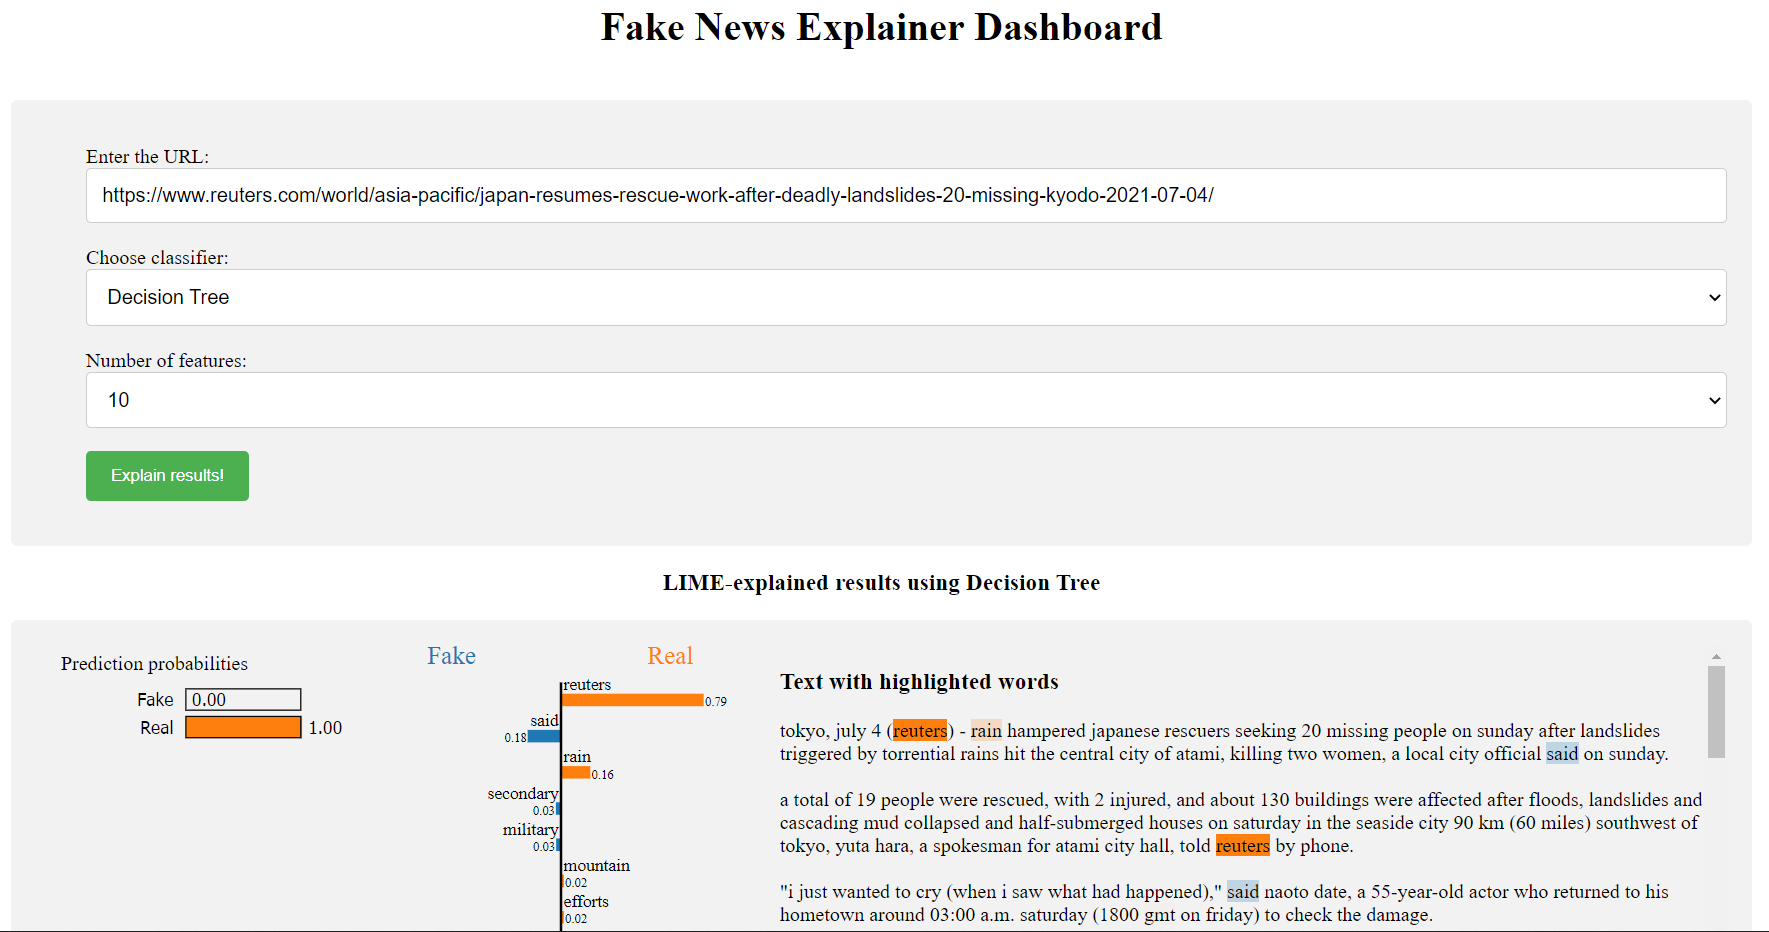 Fake News Explainer Dashboard
Enter the URL:
https://www.reuters.com/world/asia-pacific/japan-resumes-rescue-work-after-deadly-landslides-20-missing-kyodo-2021-07-04/
Choose classifier:
Decision Tree
Number of features:
10
Explain results!
LIME-explained results using Decision Tree
Prediction probabilities
Fake 0.00
Real 1.00
Fake Real
reuters
0.79
said
0.18
rain
0.16
secondary
0.03
military
0.03
mountain
0.02
efforts
0.02
Text with highlighted words
tokyo, july 4 (reuters) - rain hampered japanese rescuers seeking 20 missing people on sunday after landslides
triggered by torrential rains hit the central city of atami, killing two women, a local city official said on sunday.
a total of 19 people were rescued, with 2 injured, and about 130 buildings were affected after floods, landslides and
cascading mud collapsed and half-submerged houses on saturday in the seaside city 90 km (60 miles) southwest of
tokyo, yuta hara, a spokesman for atami city hall, told reuters by phone.
"i just wanted to cry (when i saw what had happened)," said naoto date, a 55-year-old actor who returned to his
hometown around 03:00 a.m. saturday (1800 gmt on friday) to check the damage.